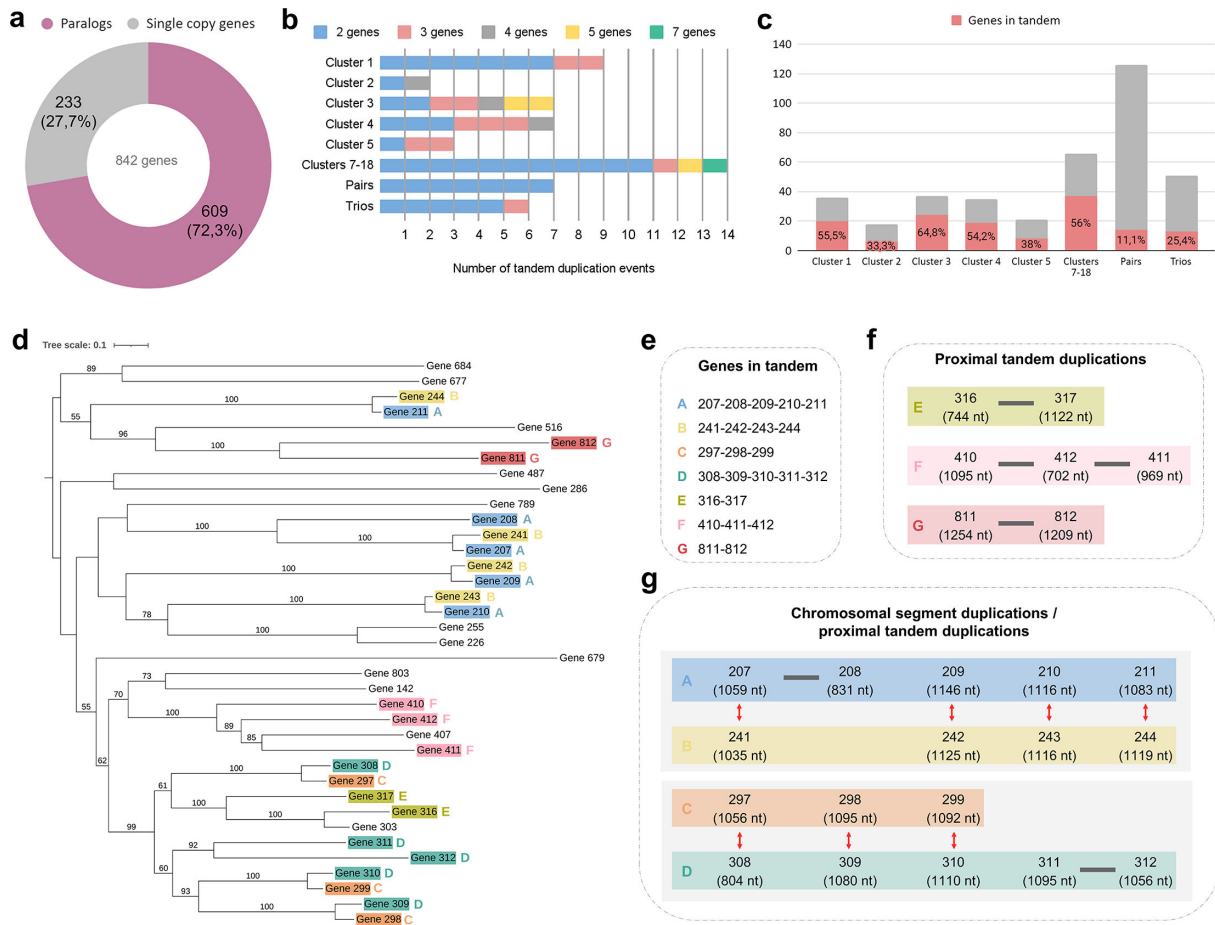 a
Paralogs Single copy genes
233
(27,7%)
842 genes
609
(72,3%)
b
2 genes 3 genes 4 genes 5 genes 7 genes
Cluster 1
Cluster 2
Cluster 3
Cluster 4
Cluster 5
Clusters 7-18
Pairs
Trios
1 2 3 4 5 6 7 8 9 10 11 12 13 14
Number of tandem duplication events
c
Genes in tandem
140
120
100
80
60
40
20
0
55,5% 33,3% 64,8% 54,2% 38% 56% 11,1% 25,4%
Cluster 1 Cluster 2 Cluster 3 Cluster 4 Cluster 5 Clusters Pairs Trios
7-18
d
Tree scale: 0.1
Gene 684
89
Gene 677
Gene 244 B
100
Gene 211 A
55
Gene 516
96
Gene 812 G
100
Gene 811 G
Gene 487
Gene 286
Gene 789
Gene 208 A
100
Gene 241 B
100
Gene 207 A
Gene 242 B
100
Gene 209 A
Gene 243 B
100
Gene 210 A
78
Gene 255
100
Gene 226
Gene 679
55
Gene 803
73
Gene 142
70
Gene 410 F
100
Gene 412 F
89
Gene 407
85
Gene 411 F
62
Gene 308 D
100
Gene 297 C
61
Gene 317 E
100
Gene 316 E
100
Gene 303
99
Gene 311 D
92
Gene 312 D
60
Gene 310 D
100
Gene 299 C
93
Gene 309 D
100
Gene 298 C
e
Genes in tandem
A 207-208-209-210-211
B 241-242-243-244
C 297-298-299
D 308-309-310-311-312
E 316-317
F 410-411-412
G 811-812
f
Proximal tandem duplications
E 316 317
(744 nt) (1122 nt)
F 410 412 411
(1095 nt) (702 nt) (969 nt)
G 811 812
(1254 nt) (1209 nt)
g
Chromosomal segment duplications /
proximal tandem duplications
A 207 208 209 210 211
(1059 nt) (831 nt) (1146 nt) (1116 nt) (1083 nt)
B 241 242 243 244
(1035 nt) (1125 nt) (1116 nt) (1119 nt)
C 297 298 299
(1056 nt) (1095 nt) (1092 nt)
D 308 309 310 311 312
(804 nt) (1080 nt) (1110 nt) (1095 nt) (1056 nt)